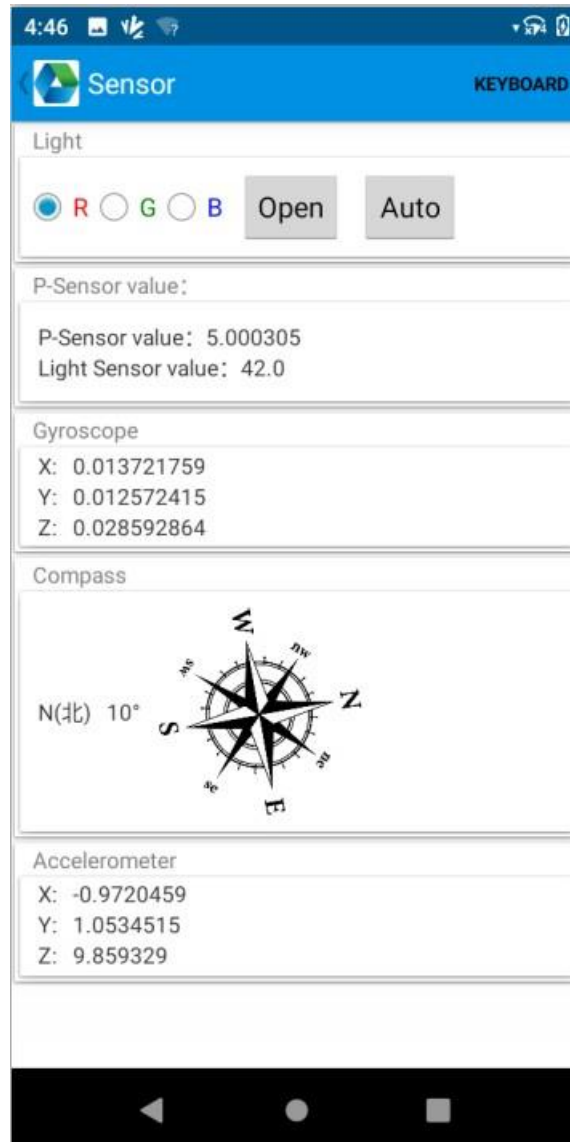 4:46
Sensor KEYBOARD
Light
R G B Open Auto
P-Sensor value：
P-Sensor value：5.000305
Light Sensor value：42.0
Gyroscope
X: 0.013721759
Y: 0.012572415
Z: 0.028592864
Compass
W
nw
sw
N
N(北) 10°
S
ne
se
E
Accelerometer
X: -0.9720459
Y: 1.0534515
Z: 9.859329